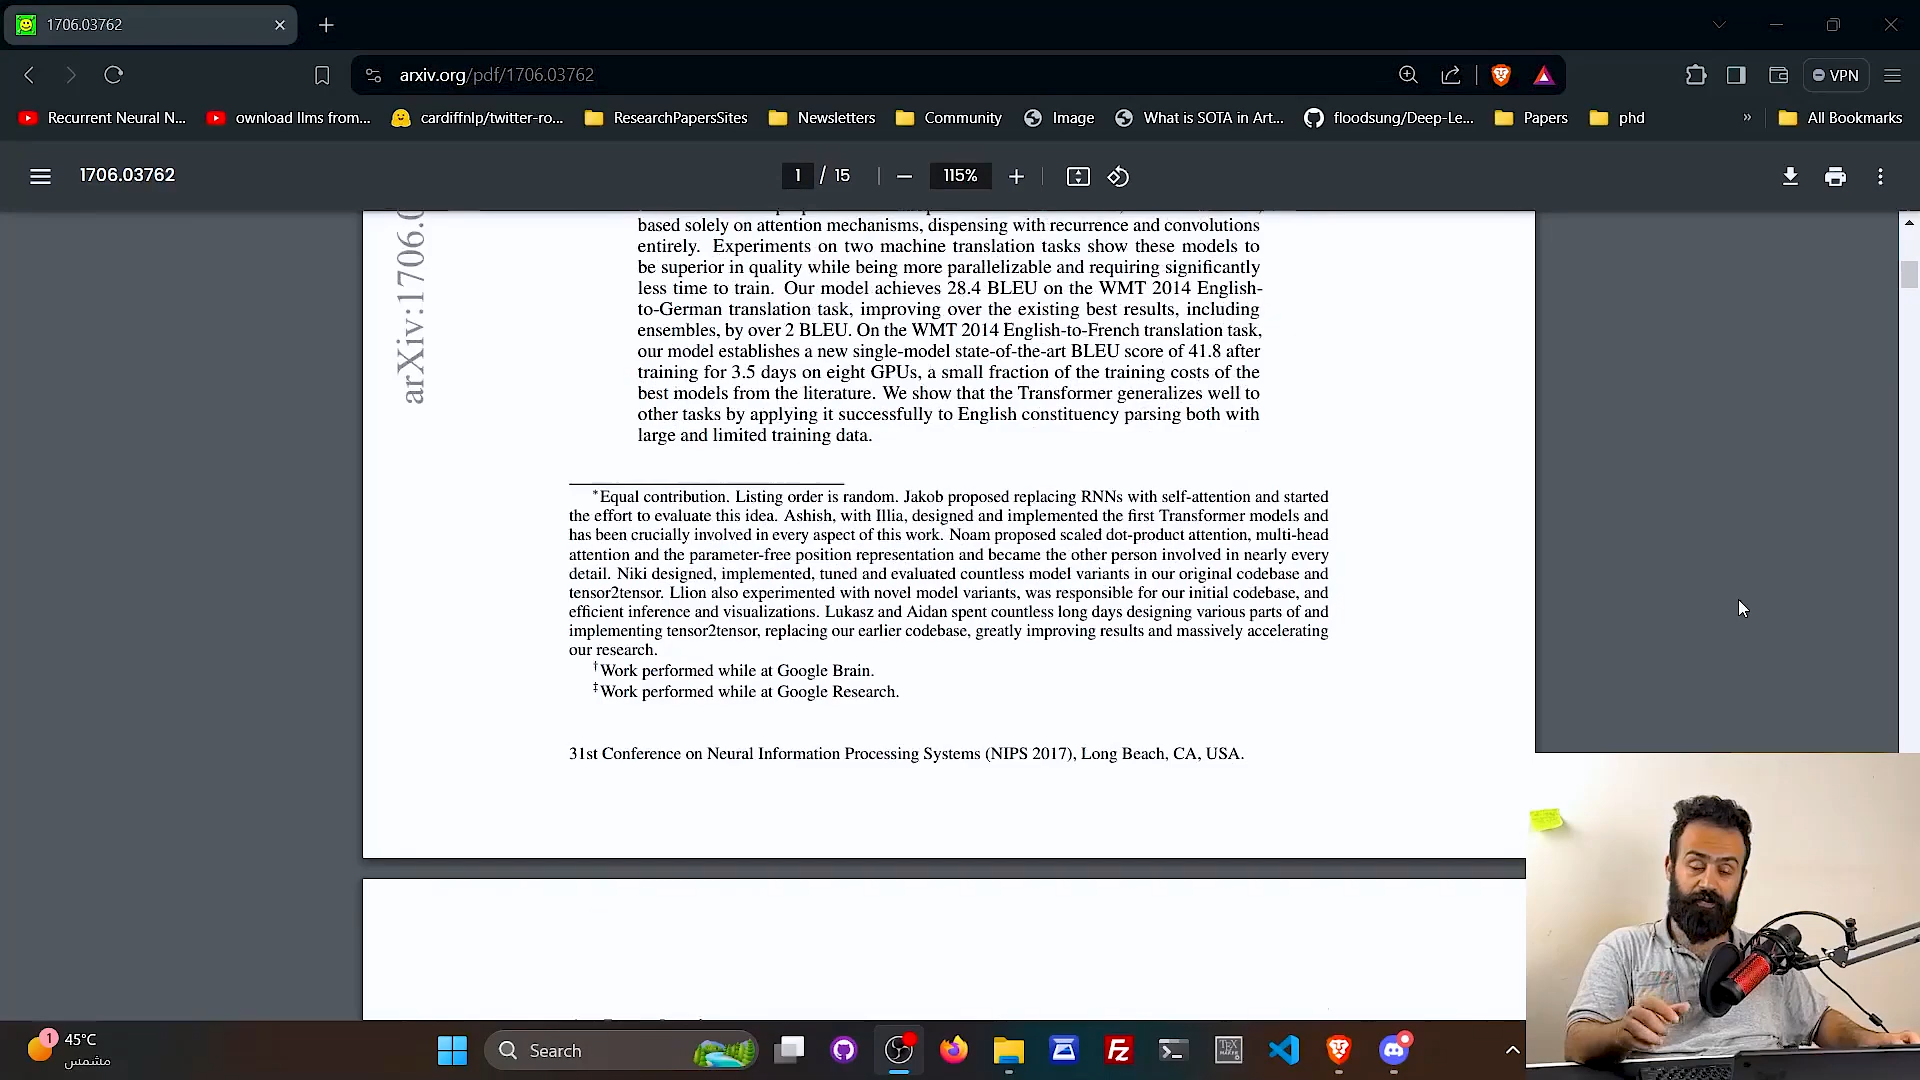 1706.03762
arxiv.org/pdf/1706.03762
VPN
Recurrent Neural N...
ownload llms from...
cardiffnlp/twitter-ro...
ResearchPapersSites
Newsletters
Community
Image
What is SOTA in Art...
floodsung/Deep-Le...
Papers
phd
»
All Bookmarks
1706.03762
1 / 15
115%
arXiv:1706.0
based solely on attention mechanisms, dispensing with recurrence and convolutions
entirely. Experiments on two machine translation tasks show these models to
be superior in quality while being more parallelizable and requiring significantly
less time to train. Our model achieves 28.4 BLEU on the WMT 2014 English-
to-German translation task, improving over the existing best results, including
ensembles, by over 2 BLEU. On the WMT 2014 English-to-French translation task,
our model establishes a new single-model state-of-the-art BLEU score of 41.8 after
training for 3.5 days on eight GPUs, a small fraction of the training costs of the
best models from the literature. We show that the Transformer generalizes well to
other tasks by applying it successfully to English constituency parsing both with
large and limited training data.
*Equal contribution. Listing order is random. Jakob proposed replacing RNNs with self-attention and started
the effort to evaluate this idea. Ashish, with Illia, designed and implemented the first Transformer models and
has been crucially involved in every aspect of this work. Noam proposed scaled dot-product attention, multi-head
attention and the parameter-free position representation and became the other person involved in nearly every
detail. Niki designed, implemented, tuned and evaluated countless model variants in our original codebase and
tensor2tensor. Llion also experimented with novel model variants, was responsible for our initial codebase, and
efficient inference and visualizations. Lukasz and Aidan spent countless long days designing various parts of and
implementing tensor2tensor, replacing our earlier codebase, greatly improving results and massively accelerating
our research.
†Work performed while at Google Brain.
‡Work performed while at Google Research.
31st Conference on Neural Information Processing Systems (NIPS 2017), Long Beach, CA, USA.
1
45°C
مشمس
Search